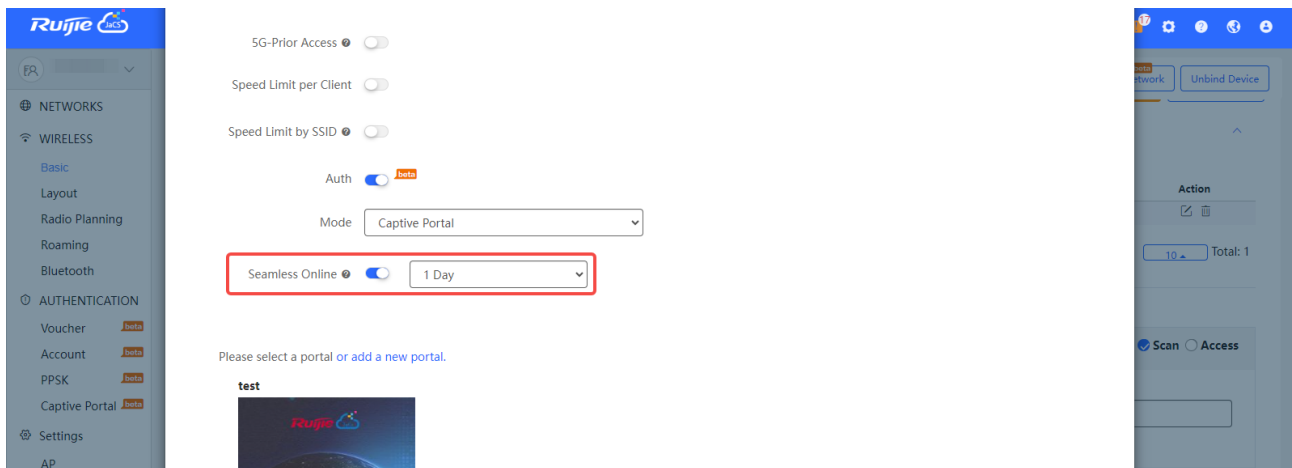 Ruijie JaCS
17
NETWORKS
WIRELESS
Basic
Layout
Radio Planning
Roaming
Bluetooth
AUTHENTICATION
Voucher beta
Account beta
PPSK beta
Captive Portal beta
Settings
AP
5G-Prior Access
Speed Limit per Client
Speed Limit by SSID
Auth beta
Mode Captive Portal
Seamless Online 1 Day
Please select a portal or add a new portal.
test
Ruijie
beta
etwork Unbind Device
Action
10 Total: 1
Scan Access